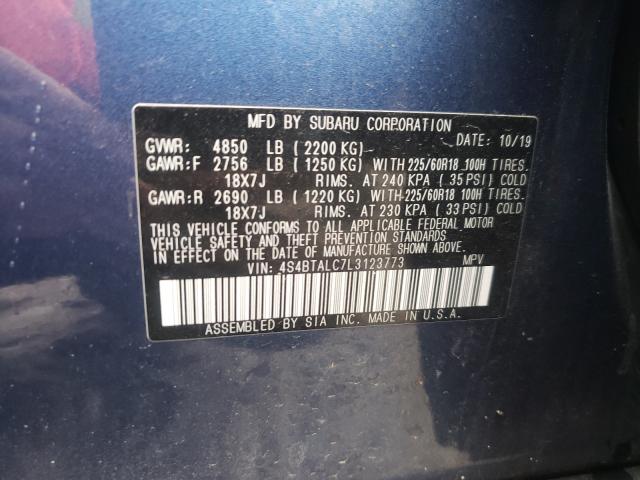 MFD BY SUBARU CORPORATION
DATE: 10/19
GVWR: 4850 LB (2200 KG)
GAWR:F 2756 LB (1250 KG) WITH 225/60R18 100H TIRES.
18X7J RIMS. AT 240 KPA (35 PSI) COLD
GAWR:R 2690 LB (1220 KG) WITH 225/60R18 100H TIRES.
18X7J RIMS. AT 230 KPA (33 PSI) COLD
THIS VEHICLE CONFORMS TO ALL APPLICABLE FEDERAL MOTOR
VEHICLE SAFETY AND THEFT PREVENTION STANDARDS
IN EFFECT ON THE DATE OF MANUFACTURE SHOWN ABOVE.
VIN: 4S4BTALC7L3123773 MPV
ASSEMBLED BY SIA INC. MADE IN U.S.A.